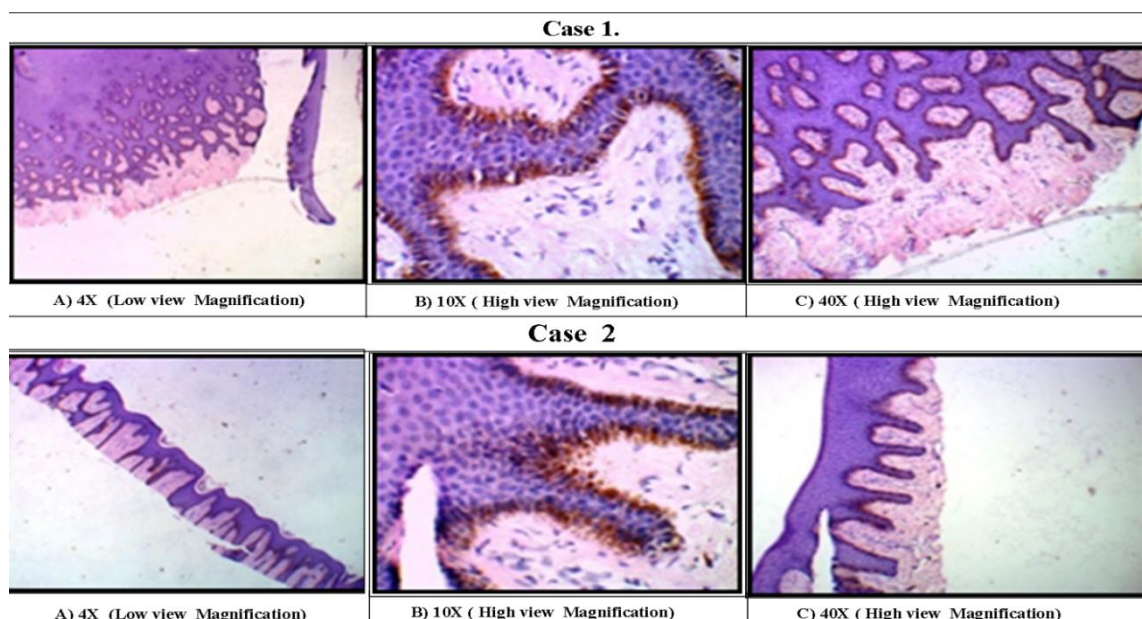 Case 1.
A) 4X (Low view Magnification)
B) 10X ( High view Magnification)
C) 40X ( High view Magnification)
Case 2
A) 4X (Low view Magnification)
B) 10X ( High view Magnification)
C) 40X ( High view Magnification)